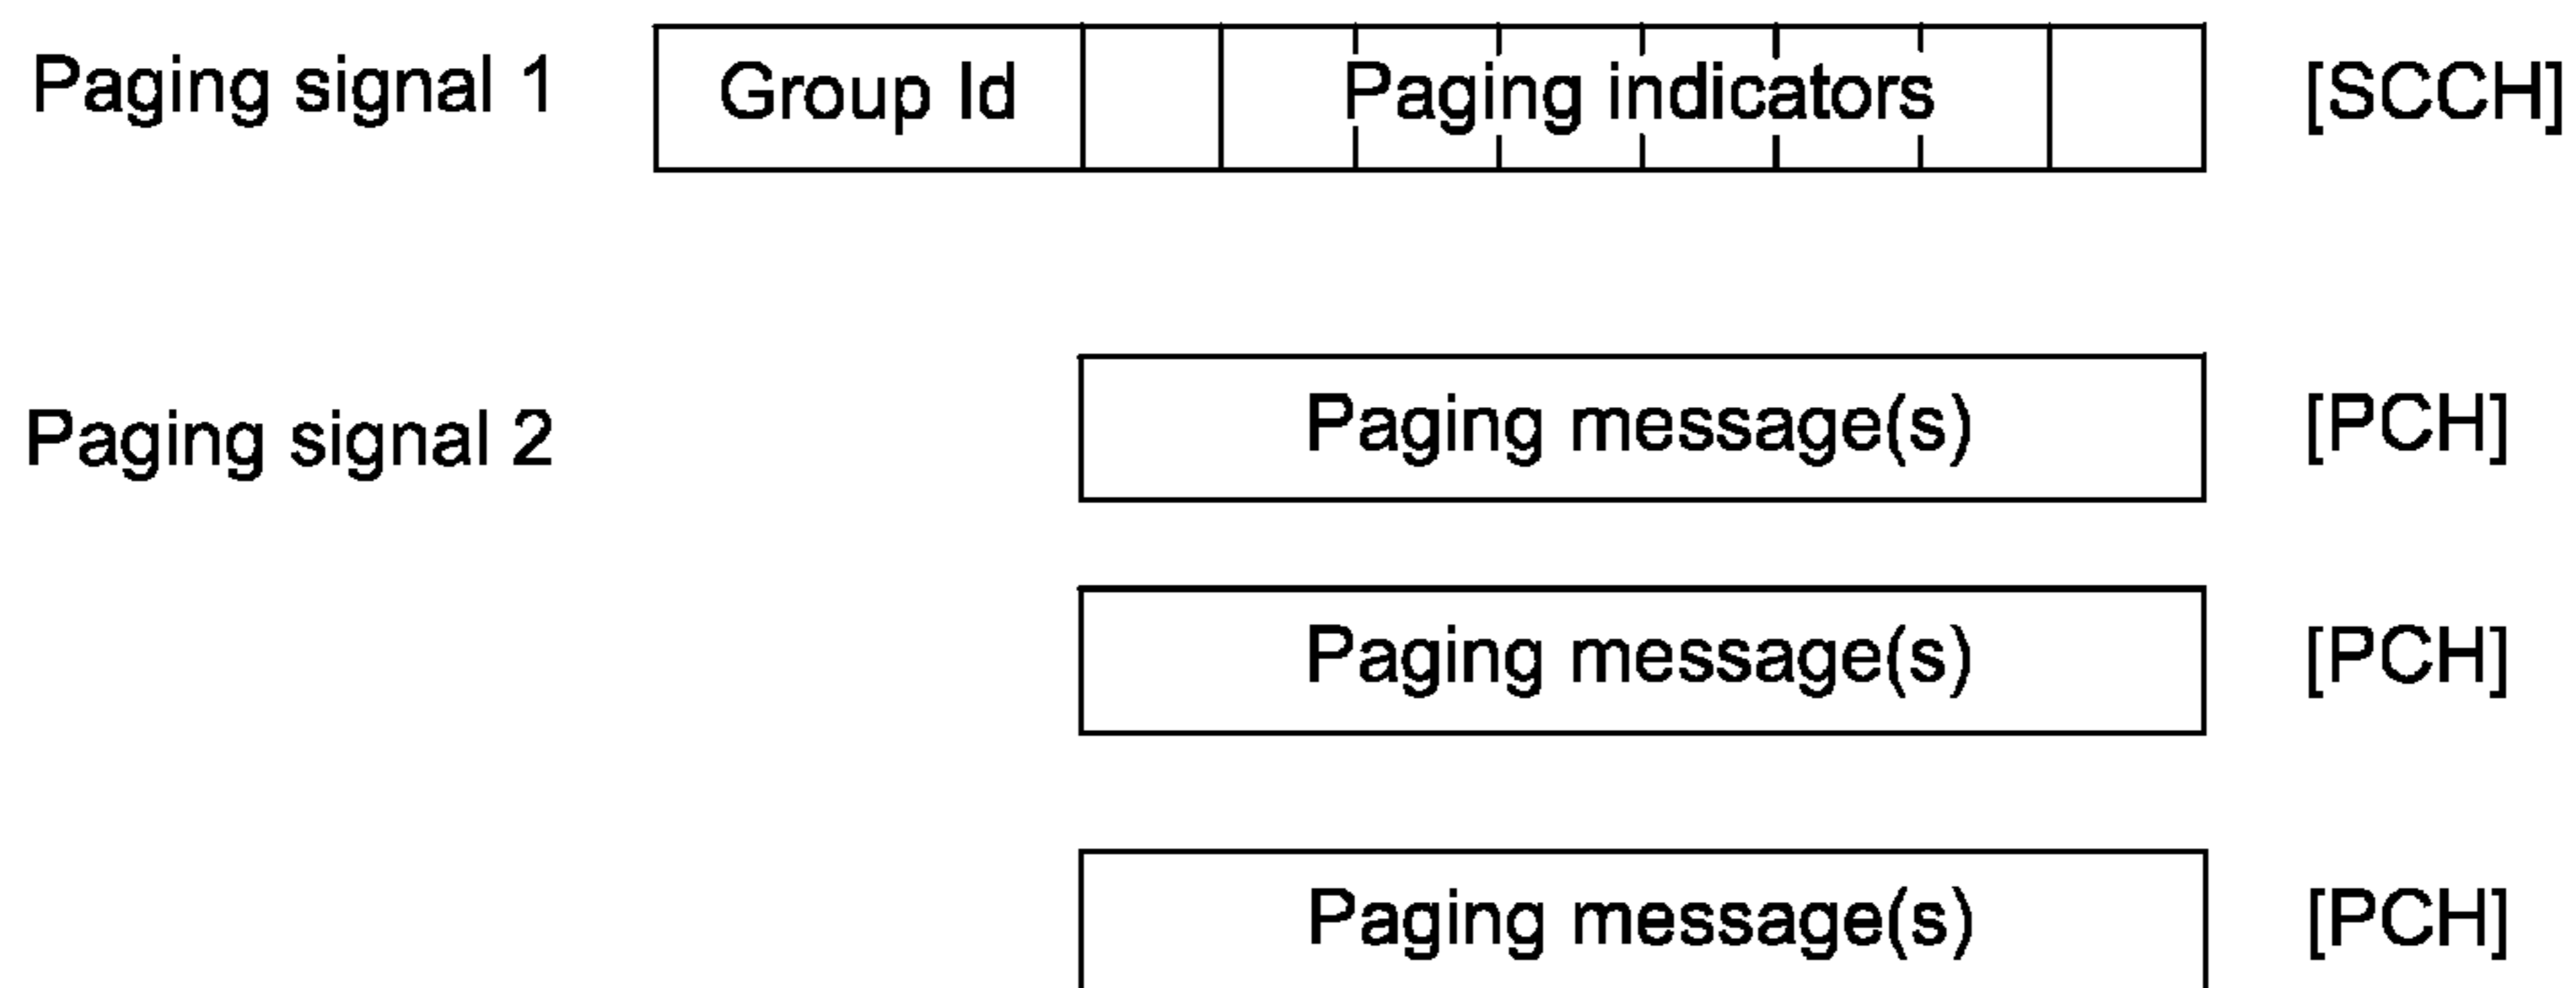 Paging signal 1 Group Id Paging indicators [SCCH]
Paging signal 2 Paging message(s) [PCH]
Paging message(s) [PCH]
Paging message(s) [PCH]